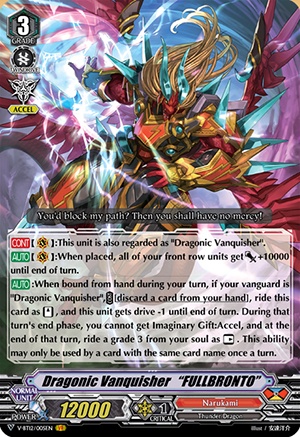 3
GRADE
TWIN DRIVE!!
ACCEL
You'd block my path? Then you shall have no mercy!
CONT [ ]:This unit is also regarded as "Dragonic Vanquisher".
AUTO [ ]:When placed, all of your front row units get +10000
until end of turn.
AUTO :When bound from hand during your turn, if your vanguard is
"Dragonic Vanquisher", [discard a card from your hand], ride this
card as [ ], and this unit gets drive -1 until end of turn. During that
turn's end phase, you cannot get Imaginary Gift:Accel, and at the
end of that turn, ride a grade 3 from your soul as . This ability
may only be used by a card with the same card name once a turn.
Dragonic Vanquisher "FULLBRONTO"
NORMAL
UNIT
POWER
12000
1
CRITICAL
Narukami
Thunder Dragon
V-BT12/005EN
Illust / 安達洋介